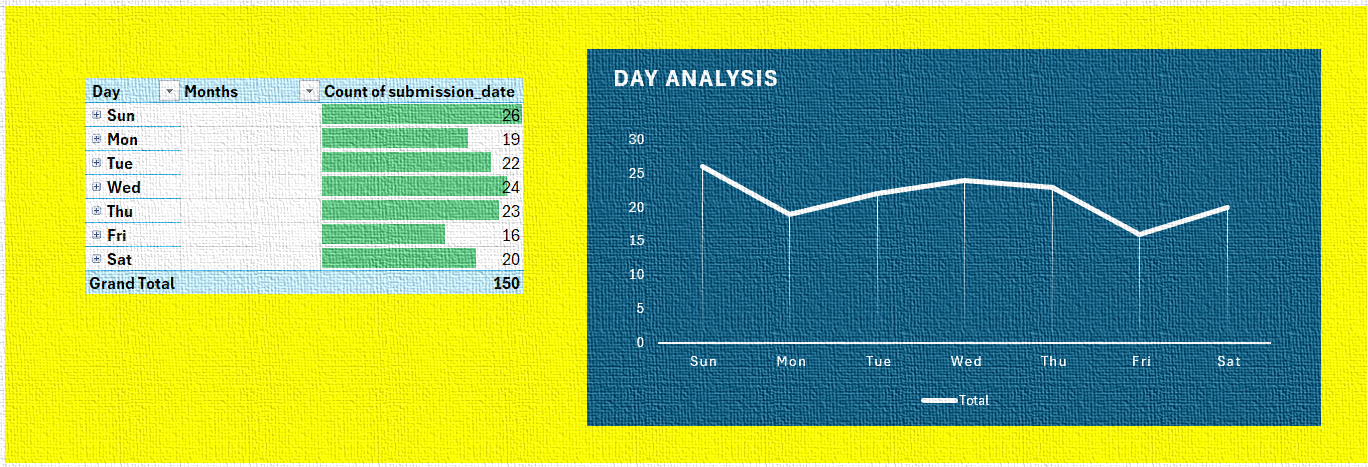 Day Months Count of submission_date
Sun 26
Mon 19
Tue 22
Wed 24
Thu 23
Fri 16
Sat 20
Grand Total 150
DAY ANALYSIS
30
25
20
15
10
5
0
Sun Mon Tue Wed Thu Fri Sat
Total